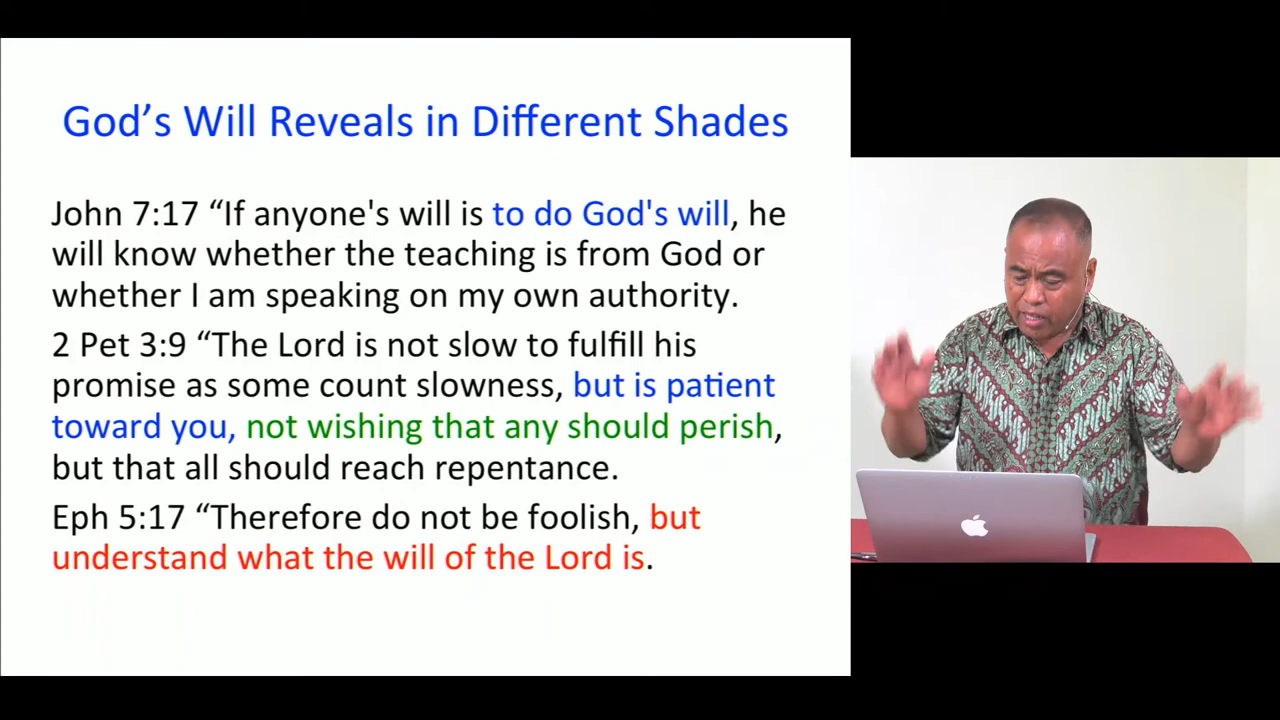 God’s Will Reveals in Different Shades
John 7:17 “If anyone's will is to do God's will, he
will know whether the teaching is from God or
whether I am speaking on my own authority.
2 Pet 3:9 “The Lord is not slow to fulfill his
promise as some count slowness, but is patient
toward you, not wishing that any should perish,
but that all should reach repentance.
Eph 5:17 “Therefore do not be foolish, but
understand what the will of the Lord is.